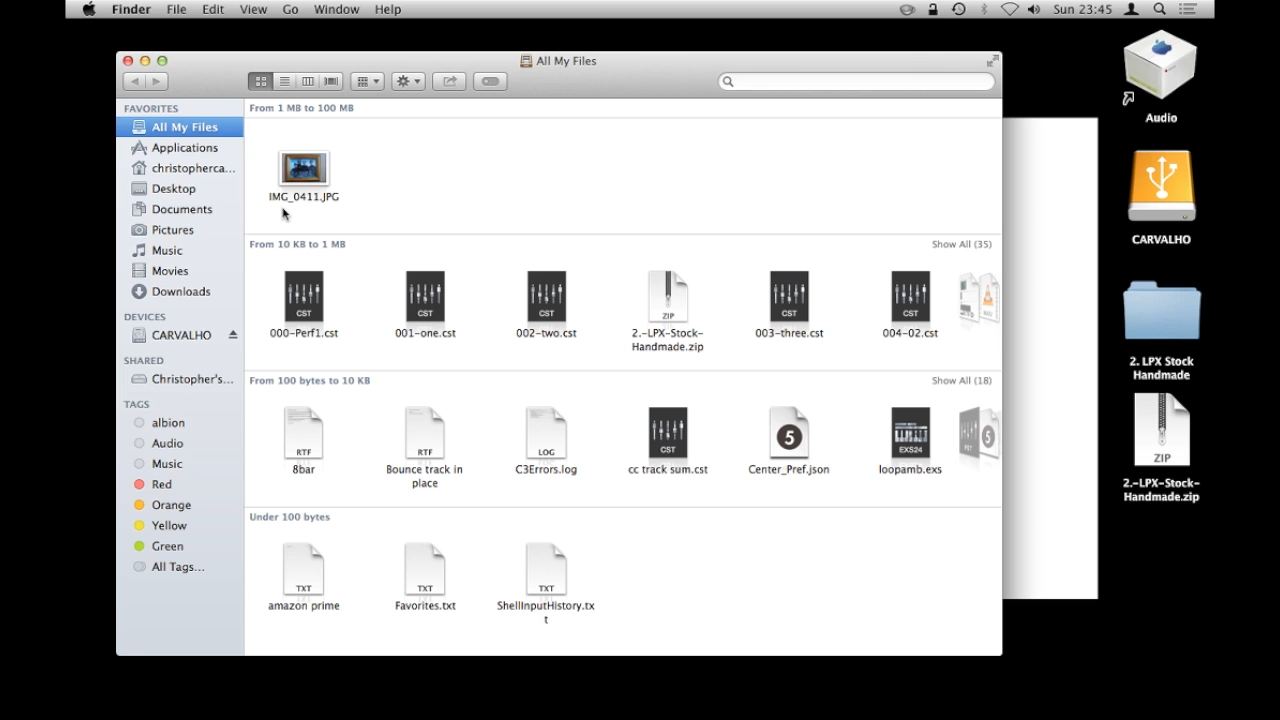 Finder File Edit View Go Window Help Sun 23:45
All My Files
FAVORITES
All My Files
Applications
christopherca...
Desktop
Documents
Pictures
Music
Movies
Downloads
DEVICES
CARVALHO
SHARED
Christopher's...
TAGS
albion
Audio
Music
Red
Orange
Yellow
Green
All Tags...
From 1 MB to 100 MB
IMG_0411.JPG
From 10 KB to 1 MB Show All (35)
CST CST CST ZIP CST CST
000-Perf1.cst 001-one.cst 002-two.cst 2.-LPX-Stock- 003-three.cst 004-02.cst
Handmade.zip
From 100 bytes to 10 KB Show All (18)
RTF RTF LOG CST 5 EXS24 5
8bar Bounce track in C3Errors.log cc track sum.cst Center_Pref.json loopamb.exs
place
Under 100 bytes
TXT TXT TXT
amazon prime Favorites.txt ShellInputHistory.tx
t
Audio
CARVALHO
2. LPX Stock
Handmade
ZIP
2.-LPX-Stock-
Handmade.zip